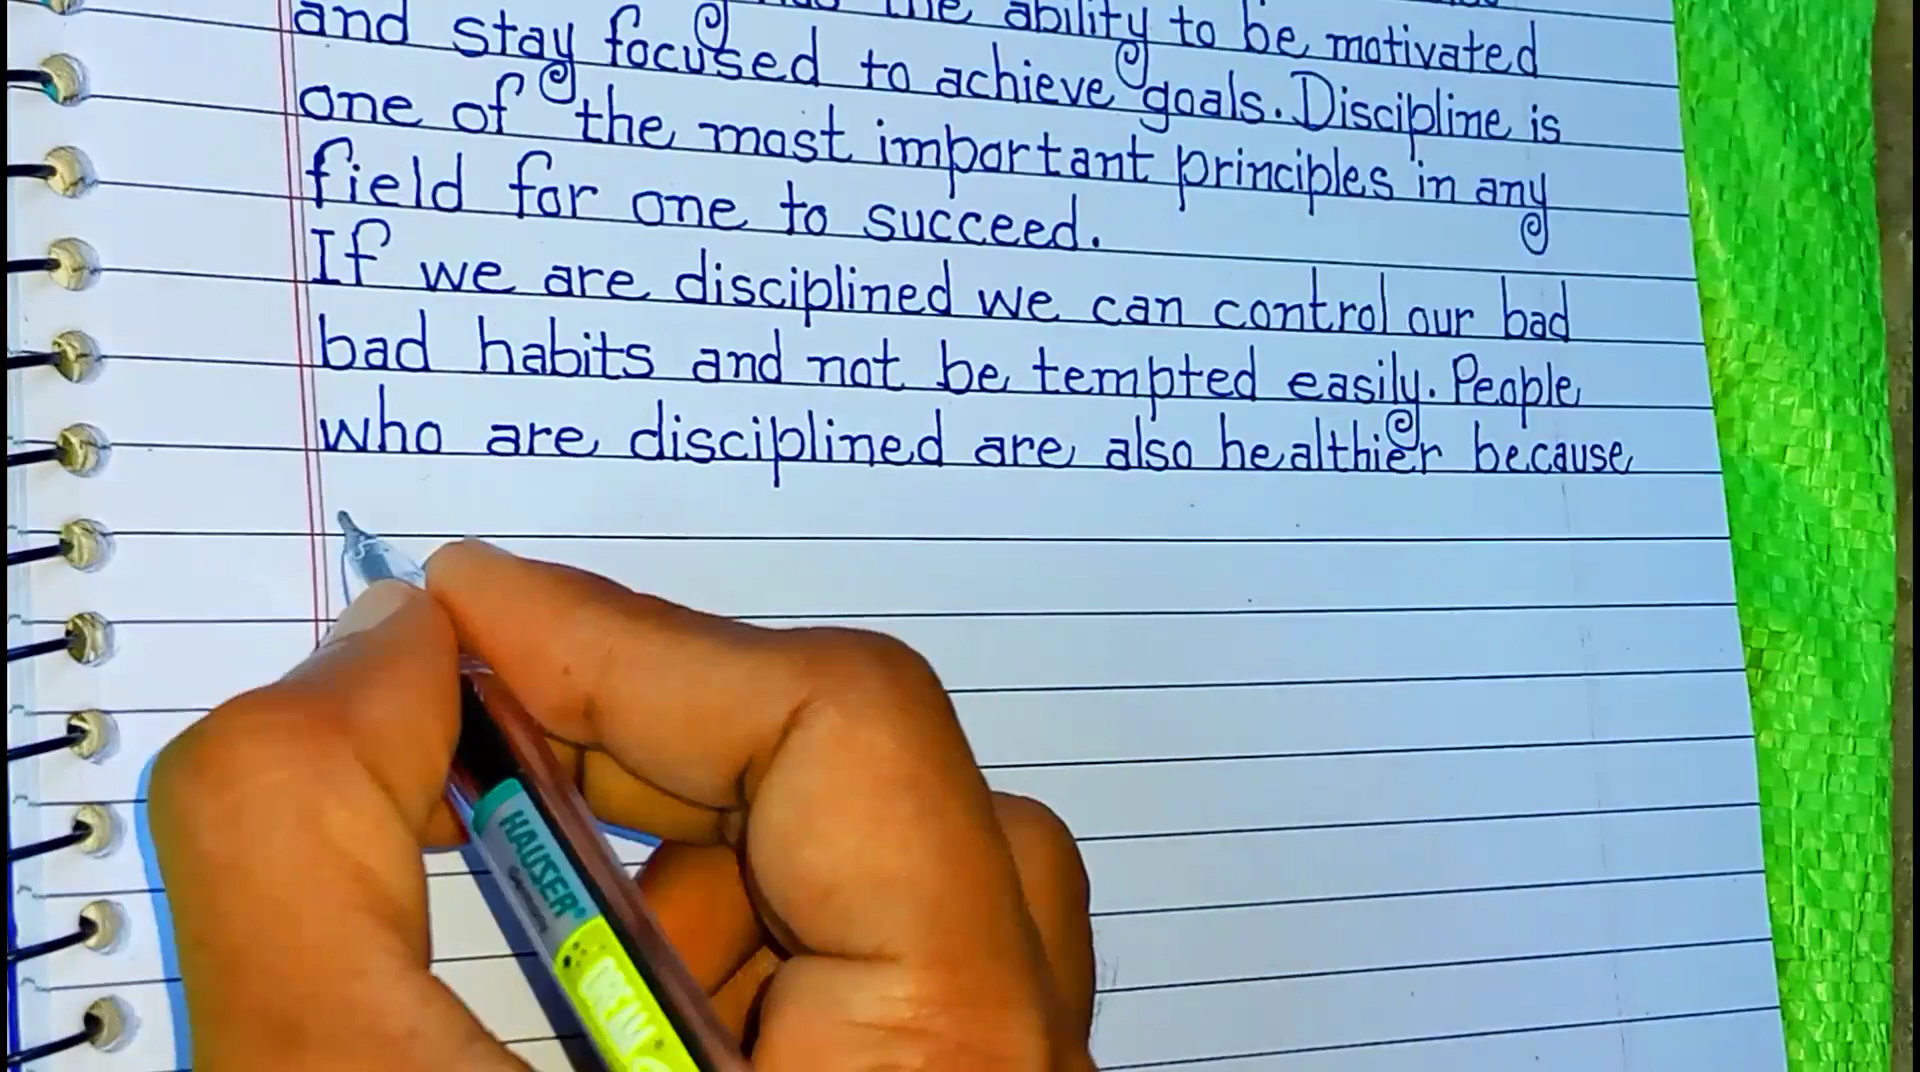 the ability to be motivated
and stay focused to achieve goals. Discipline is
one of the most important principles in any
field for one to succeed.
If we are disciplined we can control our bad
bad habits and not be tempted easily. People
who are disciplined are also healthier because
HAUSER